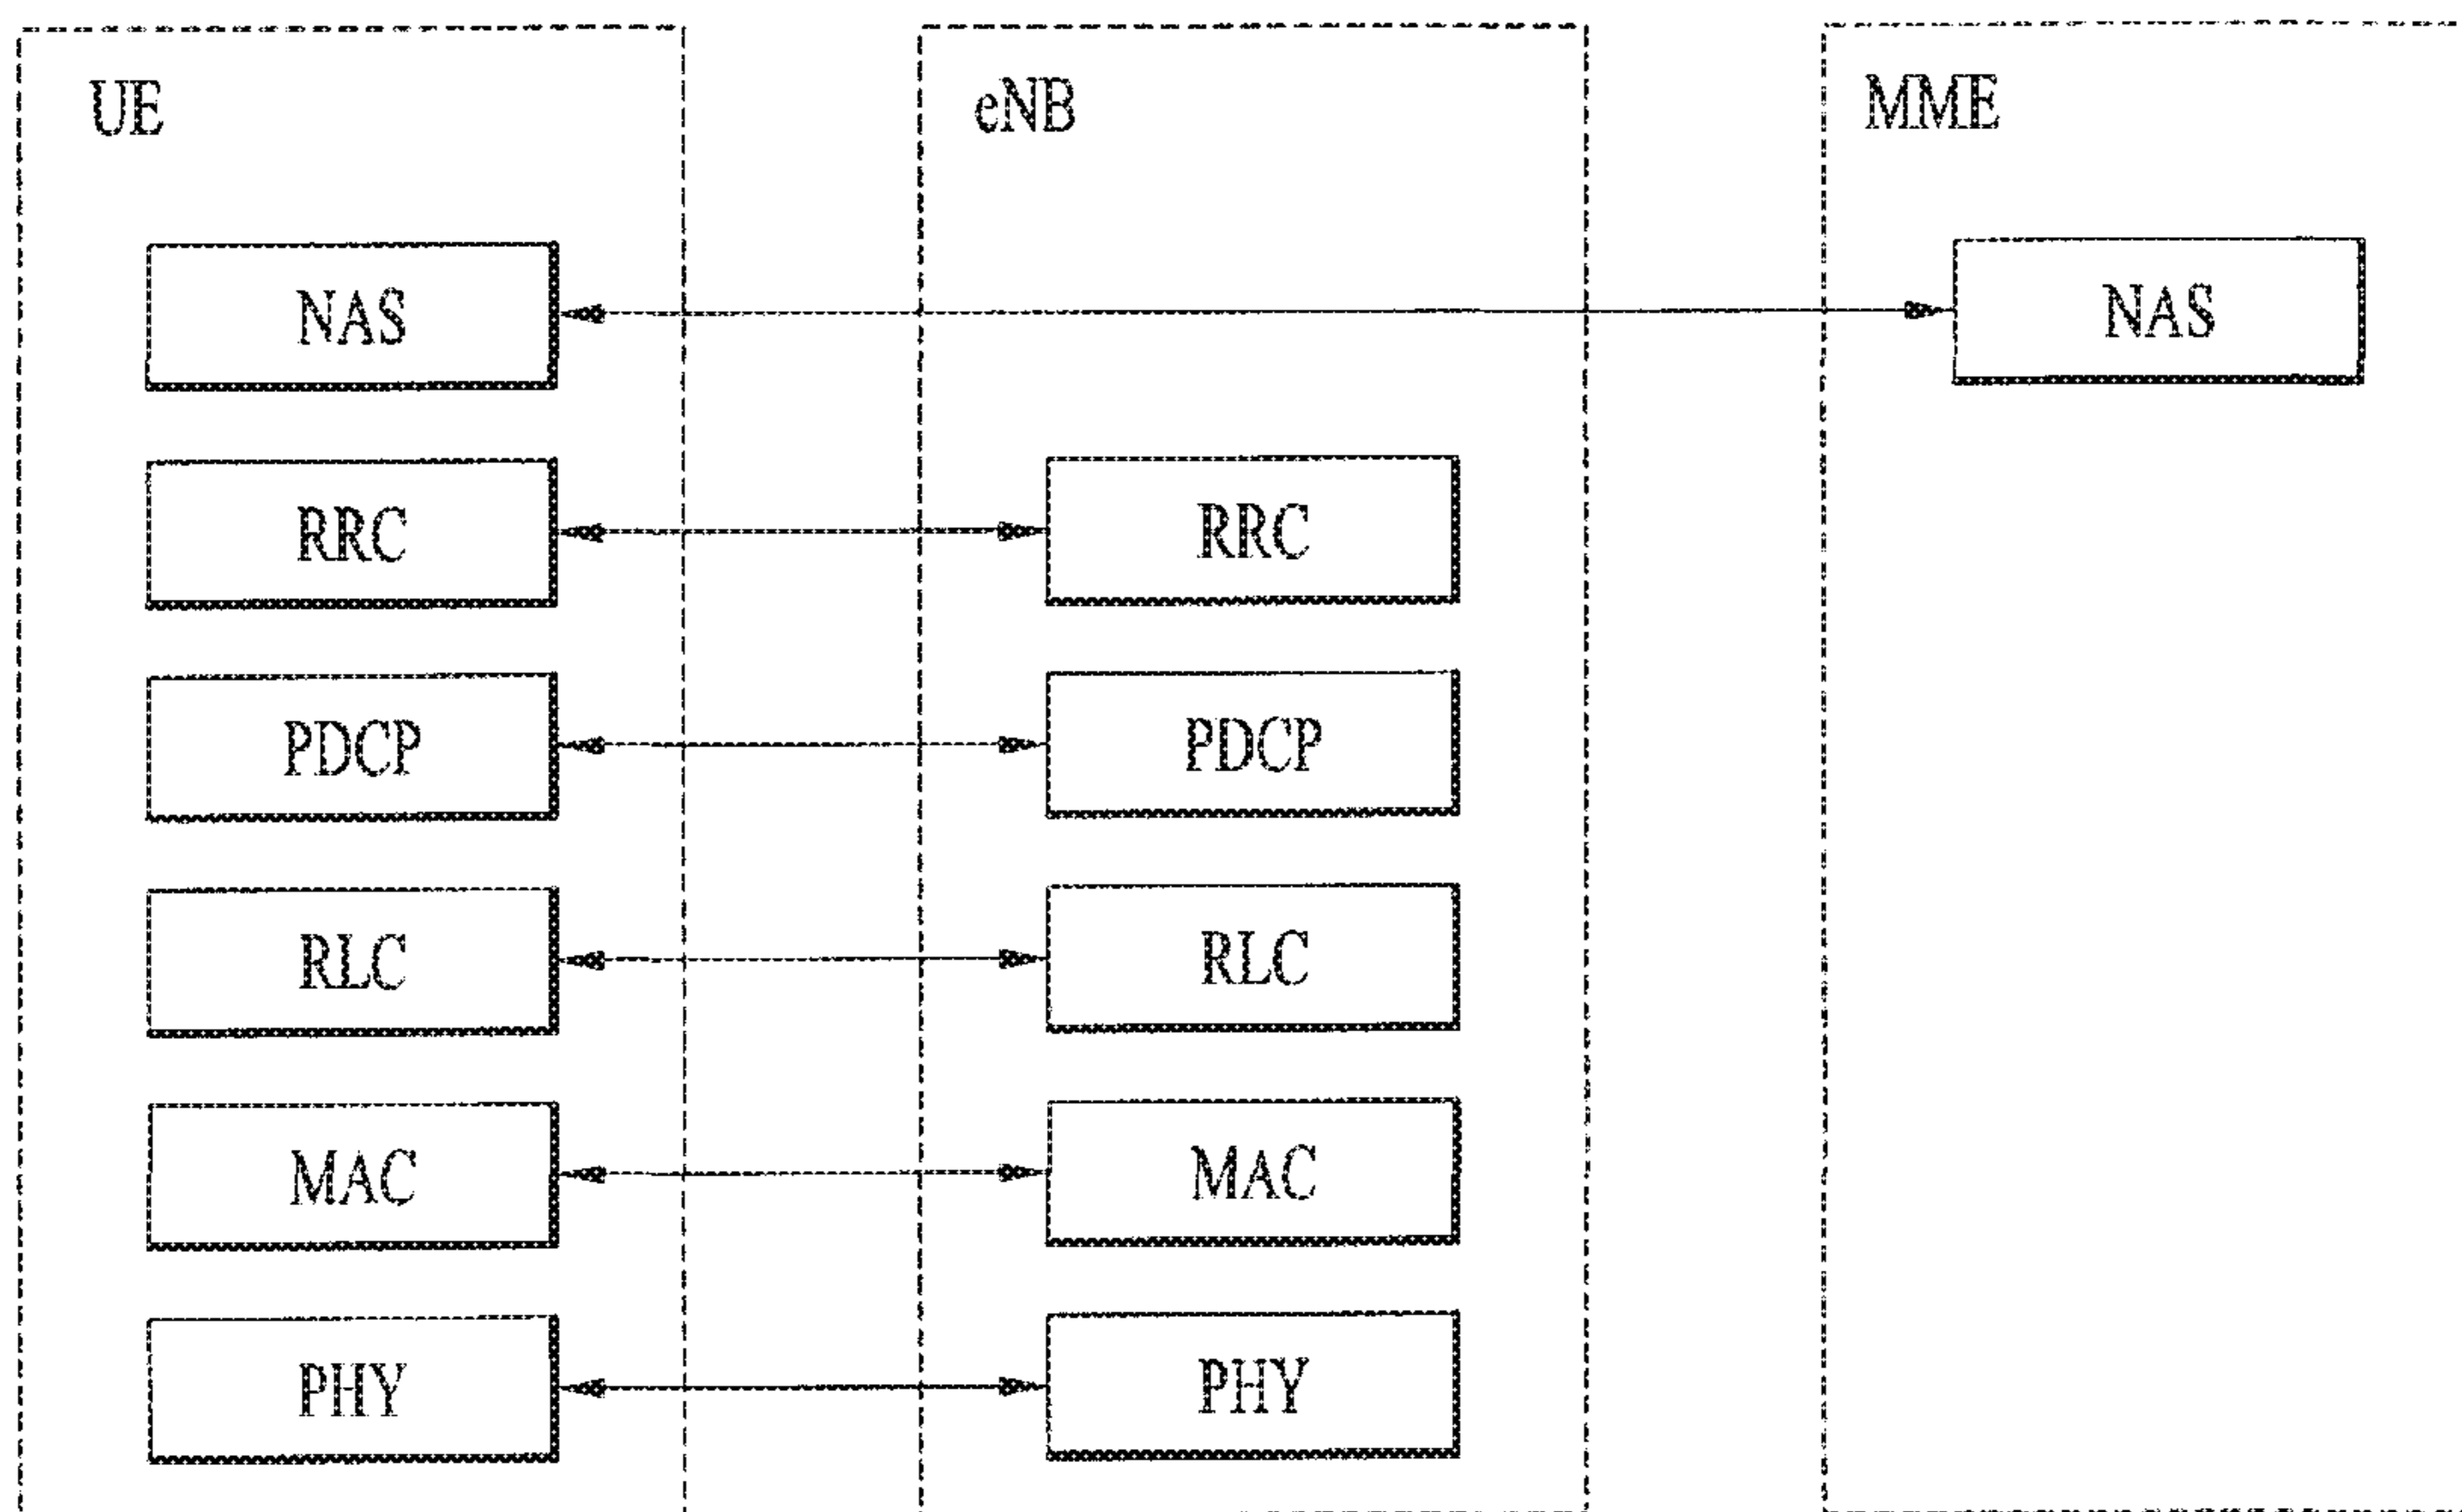 UE
eNB
MME
NAS
NAS
RRC
RRC
PDCP
PDCP
RLC
RLC
MAC
MAC
PHY
PHY